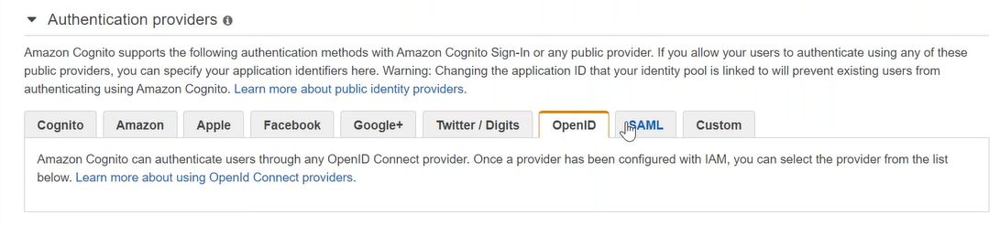 Authentication providers
Amazon Cognito supports the following authentication methods with Amazon Cognito Sign-In or any public provider. If you allow your users to authenticate using any of these
public providers, you can specify your application identifiers here. Warning: Changing the application ID that your identity pool is linked to will prevent existing users from
authenticating using Amazon Cognito. Learn more about public identity providers.
Cognito Amazon Apple Facebook Google+ Twitter / Digits OpenID SAML Custom
Amazon Cognito can authenticate users through any OpenID Connect provider. Once a provider has been configured with IAM, you can select the provider from the list
below. Learn more about using OpenId Connect providers.